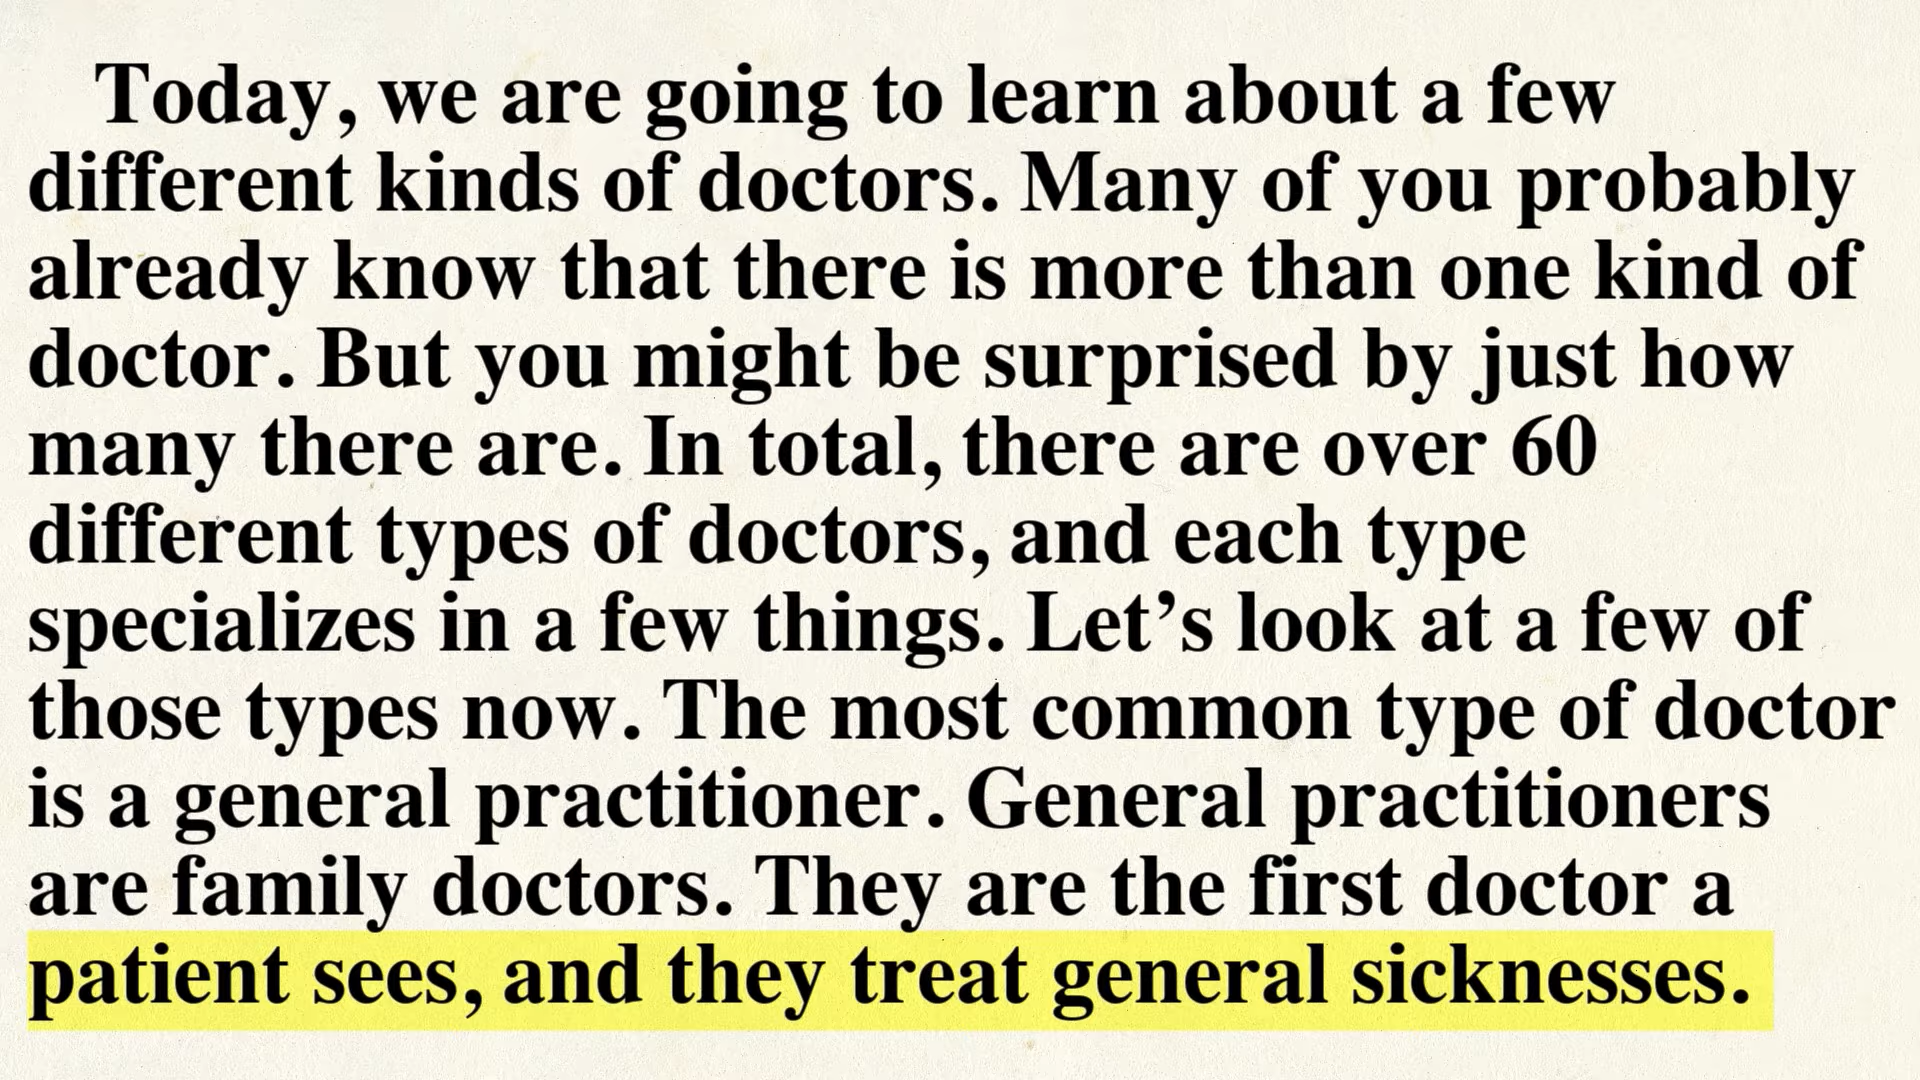 Today, we are going to learn about a few
different kinds of doctors. Many of you probably
already know that there is more than one kind of
doctor. But you might be surprised by just how
many there are. In total, there are over 60
different types of doctors, and each type
specializes in a few things. Let’s look at a few of
those types now. The most common type of doctor
is a general practitioner. General practitioners
are family doctors. They are the first doctor a
patient sees, and they treat general sicknesses.